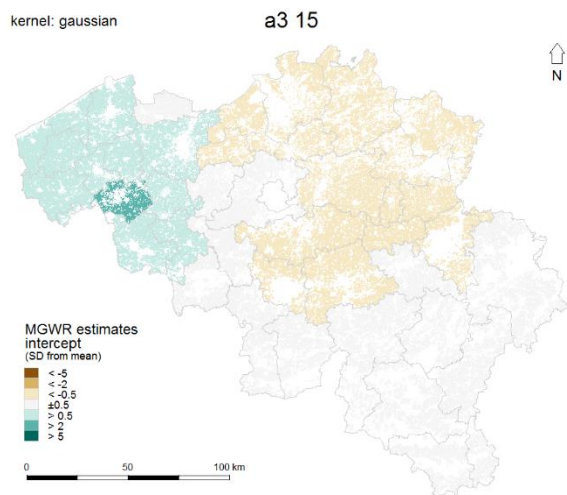 kernel: gaussian
a3 15
N
MGWR estimates
intercept
(SD from mean)
< -5
< -2
< -0.5
±0.5
> 0.5
> 2
> 5
0 50 100 km